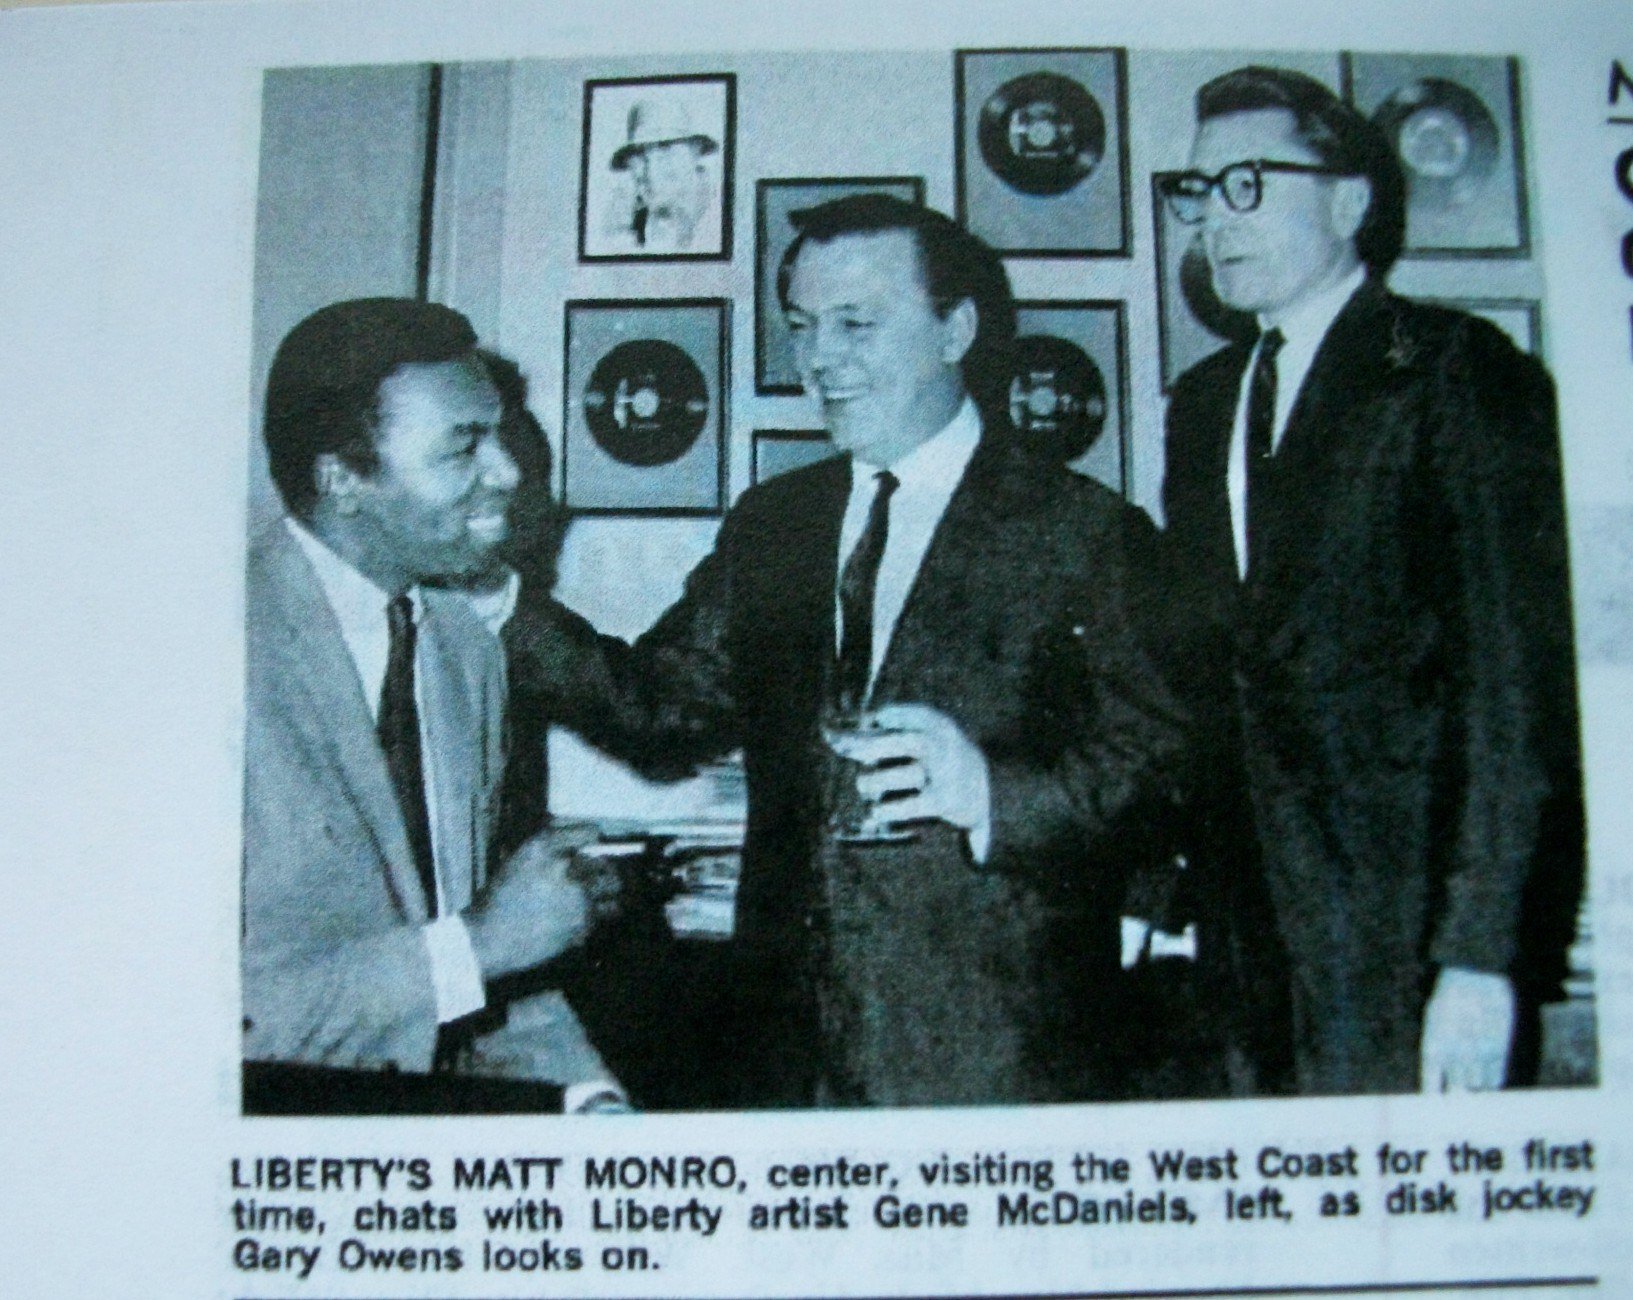 LIBERTY'S MATT MONRO, center, visiting the West Coast for the first
time, chats with Liberty artist Gene McDaniels, left, as disk jockey
Gary Owens looks on.